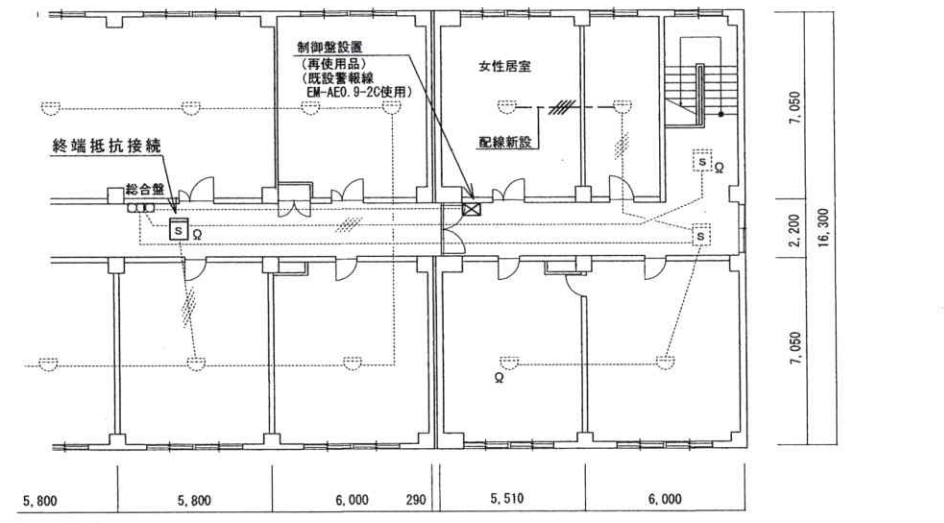 制御盤設置
(再使用品)
(既設警報線
EM-AE0.9-2C使用)
女性居室
配線新設
終端抵抗接続
総合盤
S
Ω
S
Ω
S
Ω
7,050
2,200
7,050
16,300
5,800
5,800
6,000
290
5,510
6,000